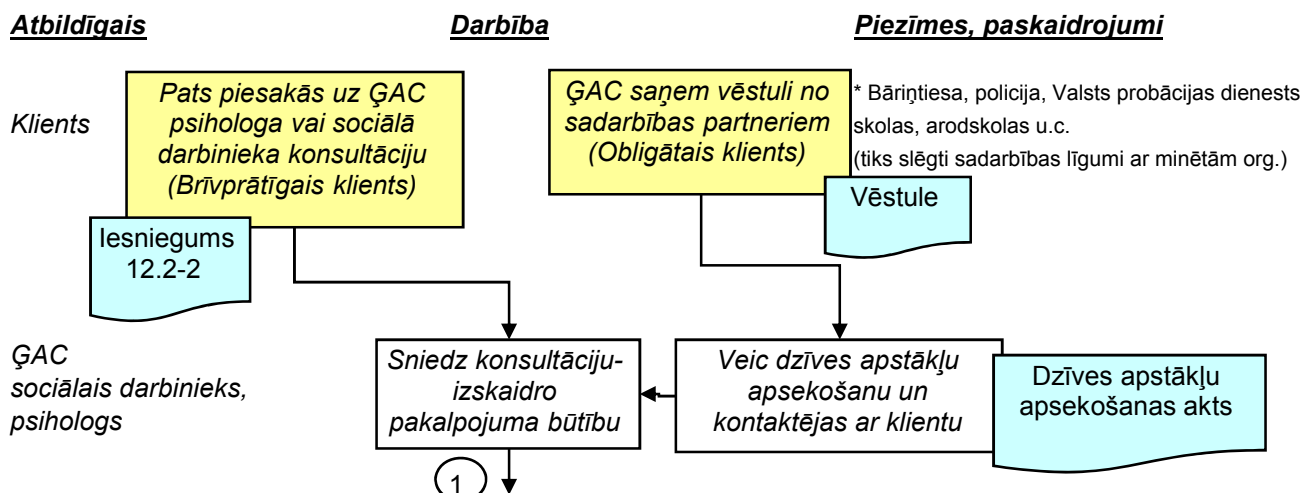 Atbildīgais Darbība Piezīmes, paskaidrojumi
Klients
Pats piesakās uz ĢAC
psihologa vai sociālā
darbinieka konsultāciju
(Brīvprātīgais klients)
Iesniegums
12.2-2
ĢAC saņem vēstuli no
sadarbības partneriem
(Obligātais klients)
Vēstule
* Bāriņtiesa, policija, Valsts probācijas dienests
skolas, arodskolas u.c.
(tiks slēgti sadarbības līgumi ar minētām org.)
ĢAC
sociālais darbinieks,
psihologs
Sniedz konsultāciju-
izskaidro
pakalpojuma būtību
Veic dzīves apstākļu
apsekošanu un
kontaktējas ar klientu
Dzīves apstākļu
apsekošanas akts
1